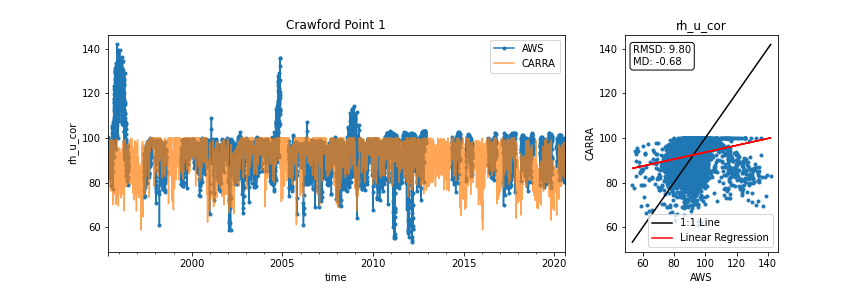 Crawford Point 1
rh_u_cor
140
120
100
80
60
AWS
CARRA
2000
2005
2010
2015
2020
time
rh_u_cor
CARRA
140
120
100
80
60
RMSD: 9.80
MD: -0.68
1:1 Line
Linear Regression
60
80
100
120
140
AWS